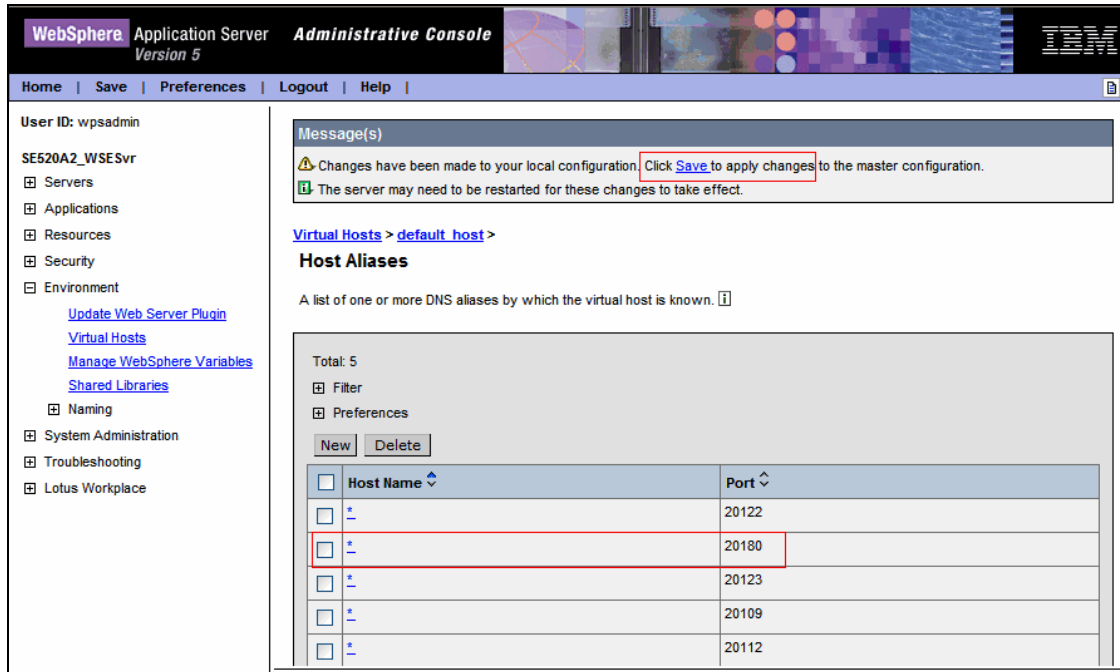 WebSphere. Application Server Administrative Console
Version 5
IBM
Home | Save | Preferences | Logout | Help |
User ID: wpsadmin
SE520A2_WSESvr
Servers
Applications
Resources
Security
Environment
Update Web Server Plugin
Virtual Hosts
Manage WebSphere Variables
Shared Libraries
Naming
System Administration
Troubleshooting
Lotus Workplace
Message(s)
Changes have been made to your local configuration. Click Save to apply changes to the master configuration.
The server may need to be restarted for these changes to take effect.
Virtual Hosts > default_host >
Host Aliases
A list of one or more DNS aliases by which the virtual host is known. i
Total: 5
Filter
Preferences
New Delete
Host Name Port
* 20122
* 20180
* 20123
* 20109
* 20112